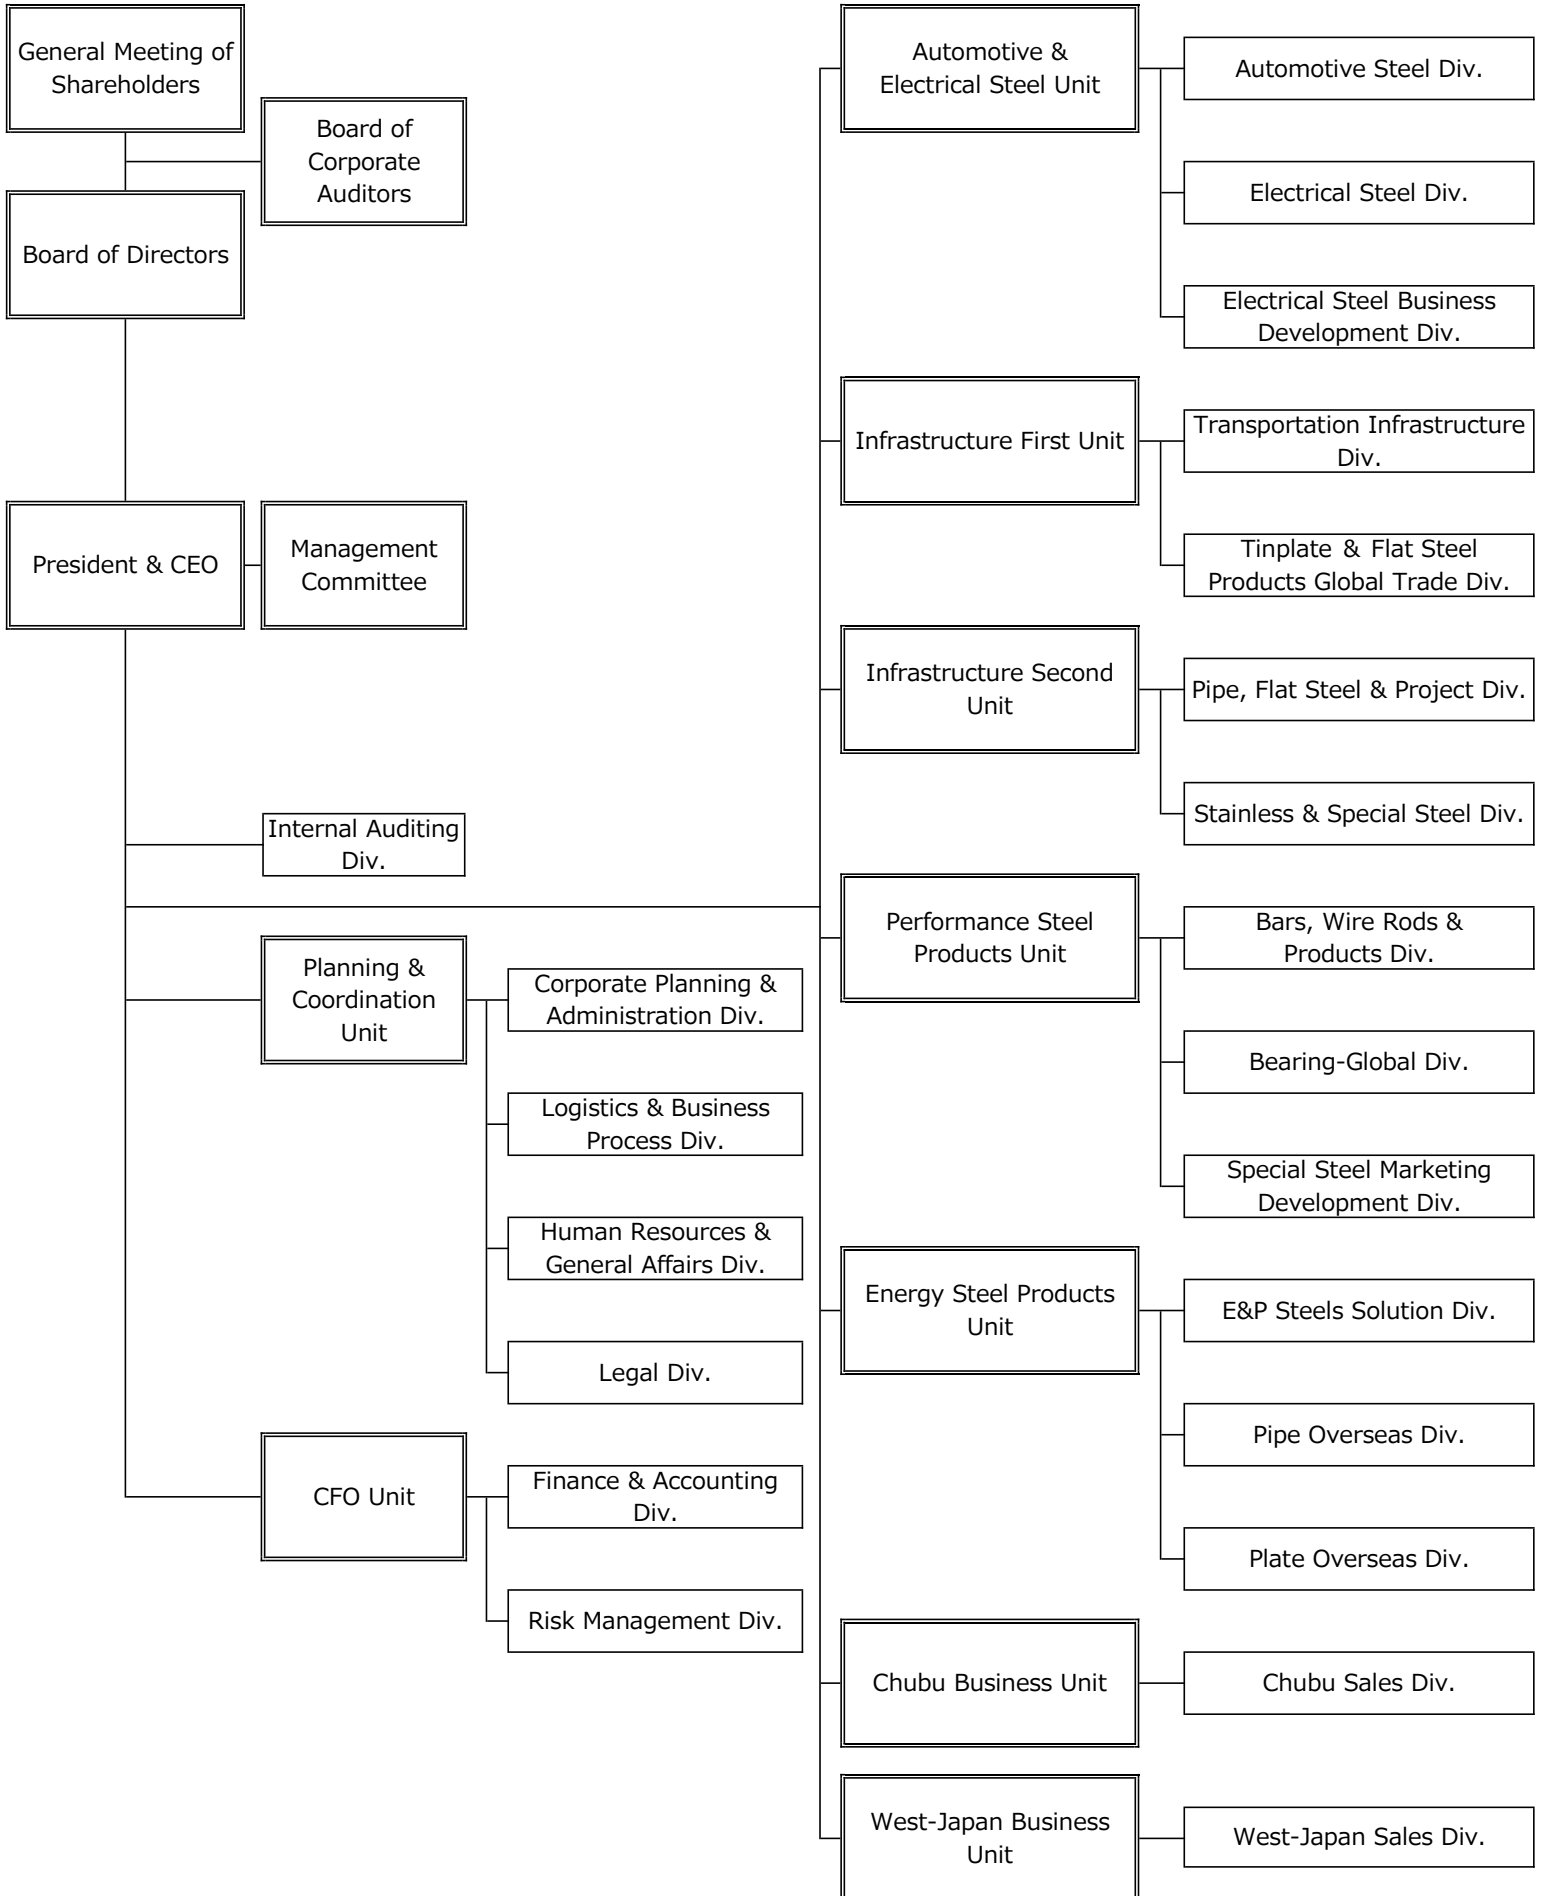 General Meeting of
Shareholders
Board of
Corporate
Auditors
Board of Directors
President & CEO
Management
Committee
Internal Auditing
Div.
Planning &
Coordination
Unit
Corporate Planning &
Administration Div.
Logistics & Business
Process Div.
Human Resources &
General Affairs Div.
Legal Div.
CFO Unit
Finance & Accounting
Div.
Risk Management Div.
Automotive &
Electrical Steel Unit
Automotive Steel Div.
Electrical Steel Div.
Electrical Steel Business
Development Div.
Infrastructure First Unit
Transportation Infrastructure
Div.
Tinplate & Flat Steel
Products Global Trade Div.
Infrastructure Second
Unit
Pipe, Flat Steel & Project Div.
Stainless & Special Steel Div.
Performance Steel
Products Unit
Bars, Wire Rods &
Products Div.
Bearing-Global Div.
Special Steel Marketing
Development Div.
Energy Steel Products
Unit
E&P Steels Solution Div.
Pipe Overseas Div.
Plate Overseas Div.
Chubu Business Unit
Chubu Sales Div.
West-Japan Business
Unit
West-Japan Sales Div.